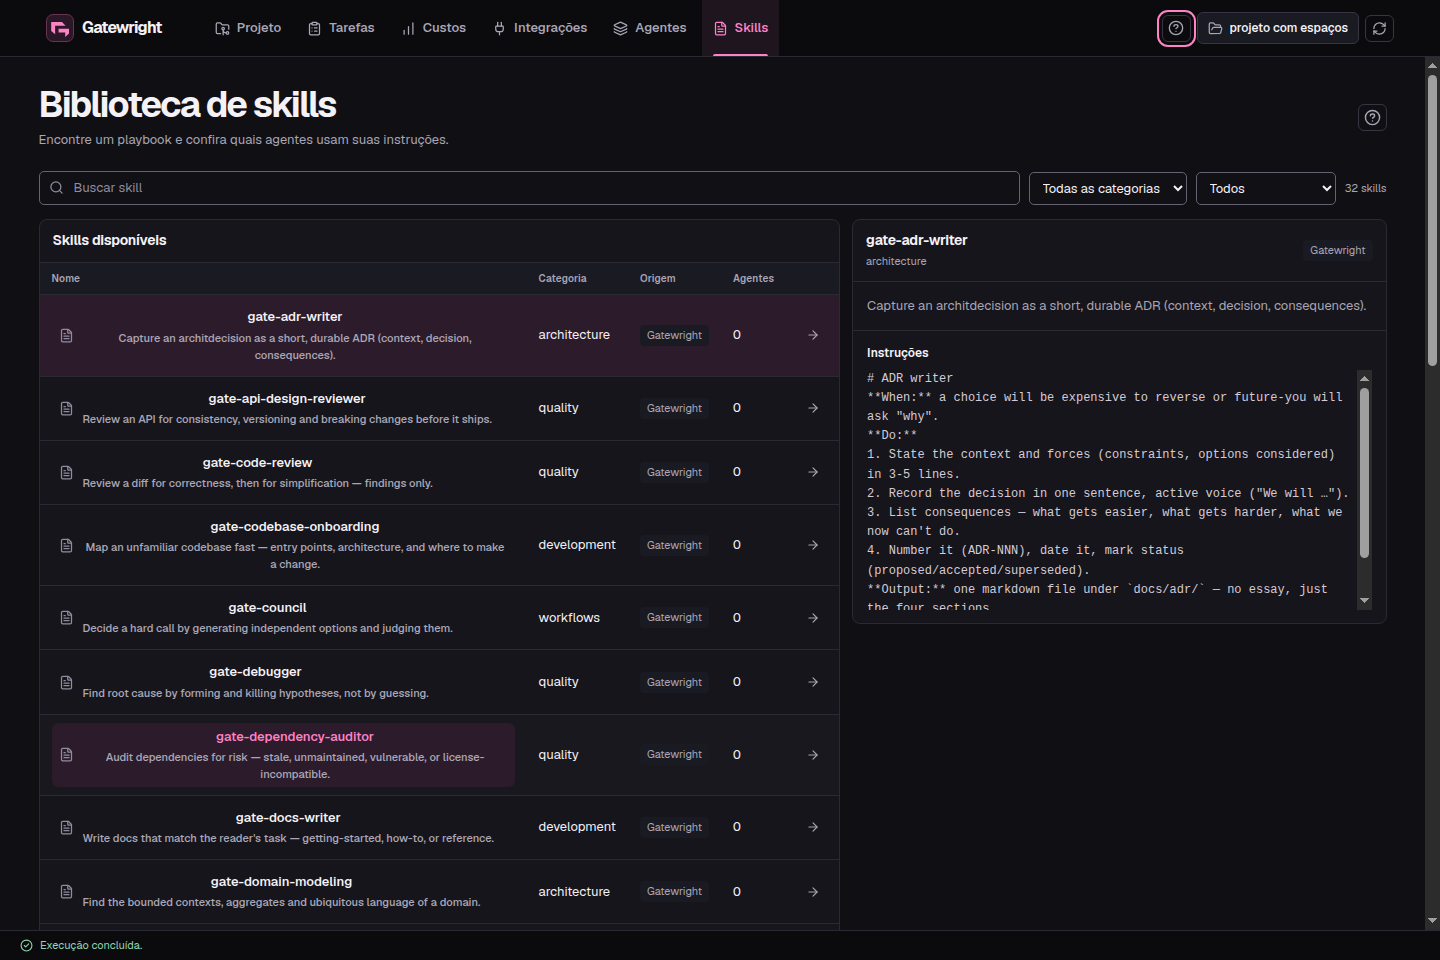 Gatewright
Projeto
Tarefas
Custos
Integrações
Agentes
Skills
projeto com espaços
Biblioteca de skills
Encontre um playbook e confira quais agentes usam suas instruções.
Buscar skill
Todas as categorias
Todos
32 skills
Skills disponíveis
Nome
Categoria
Origem
Agentes
gate-adr-writer
Capture an architdecision as a short, durable ADR (context, decision,
consequences).
architecture
Gatewright
0
gate-api-design-reviewer
Review an API for consistency, versioning and breaking changes before it ships.
quality
Gatewright
0
gate-code-review
Review a diff for correctness, then for simplification — findings only.
quality
Gatewright
0
gate-codebase-onboarding
Map an unfamiliar codebase fast — entry points, architecture, and where to make
a change.
development
Gatewright
0
gate-council
Decide a hard call by generating independent options and judging them.
workflows
Gatewright
0
gate-debugger
Find root cause by forming and killing hypotheses, not by guessing.
quality
Gatewright
0
gate-dependency-auditor
Audit dependencies for risk — stale, unmaintained, vulnerable, or license-
incompatible.
quality
Gatewright
0
gate-docs-writer
Write docs that match the reader's task — getting-started, how-to, or reference.
development
Gatewright
0
gate-domain-modeling
Find the bounded contexts, aggregates and ubiquitous language of a domain.
architecture
Gatewright
0
gate-adr-writer
architecture
Gatewright
Capture an architdecision as a short, durable ADR (context, decision, consequences).
Instruções
# ADR writer
**When:** a choice will be expensive to reverse or future-you will
ask "why".
**Do:**
1. State the context and forces (constraints, options considered)
in 3-5 lines.
2. Record the decision in one sentence, active voice ("We will …").
3. List consequences — what gets easier, what gets harder, what we
now can't do.
4. Number it (ADR-NNN), date it, mark status
(proposed/accepted/superseded).
**Output:** one markdown file under `docs/adr/` — no essay, just
the four sections
Execução concluída.